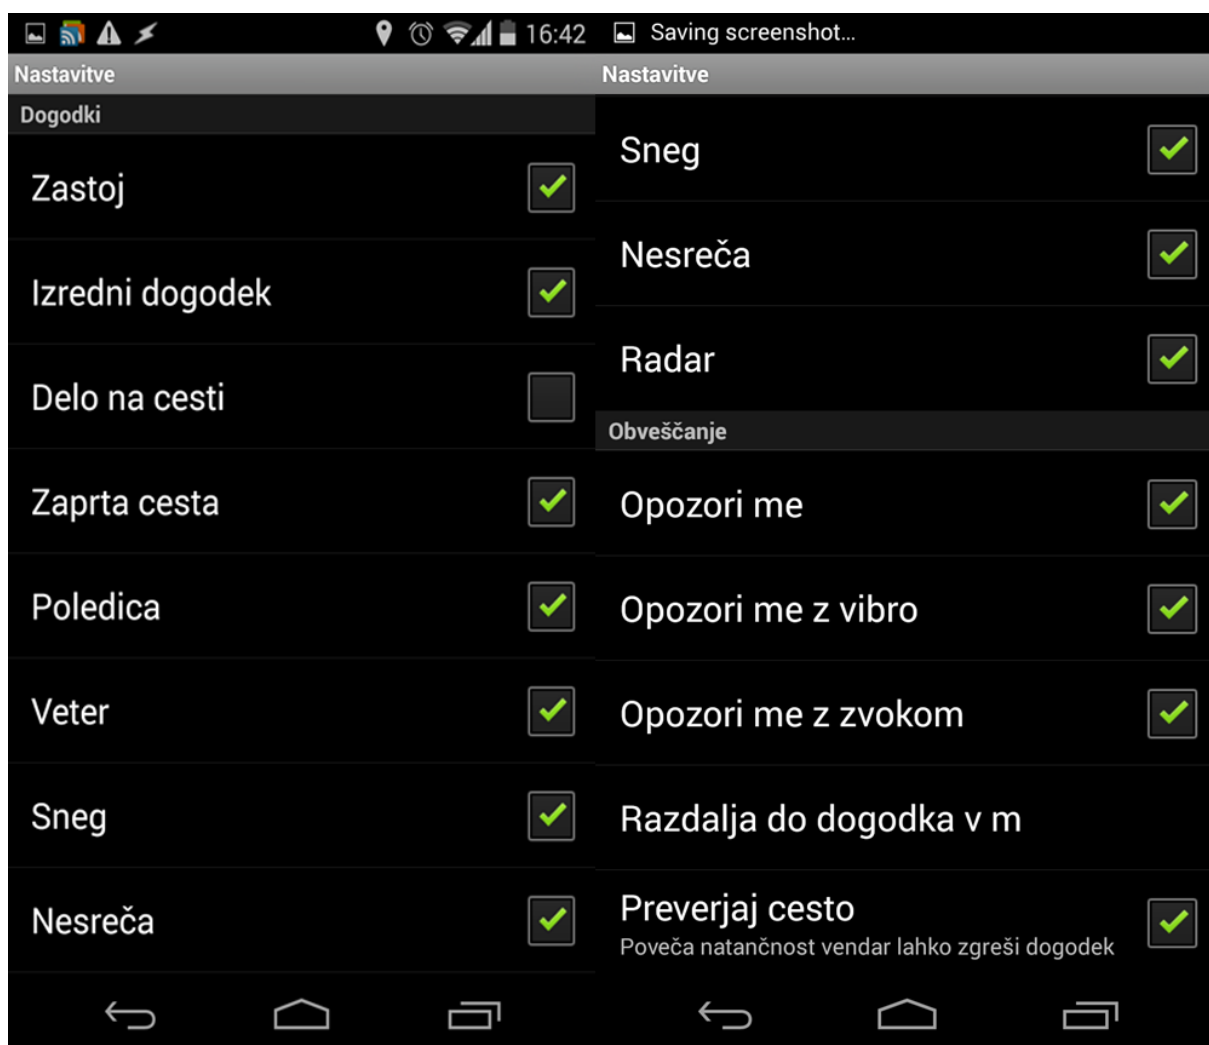 16:42
Nastavitve
Dogodki
Zastoj
Izredni dogodek
Delo na cesti
Zaprta cesta
Poledica
Veter
Sneg
Nesreča
Saving screenshot...
Nastavitve
Sneg
Nesreča
Radar
Obveščanje
Opozori me
Opozori me z vibro
Opozori me z zvokom
Razdalja do dogodka v m
Preverjaj cesto
Poveča natančnost vendar lahko zgreši dogodek